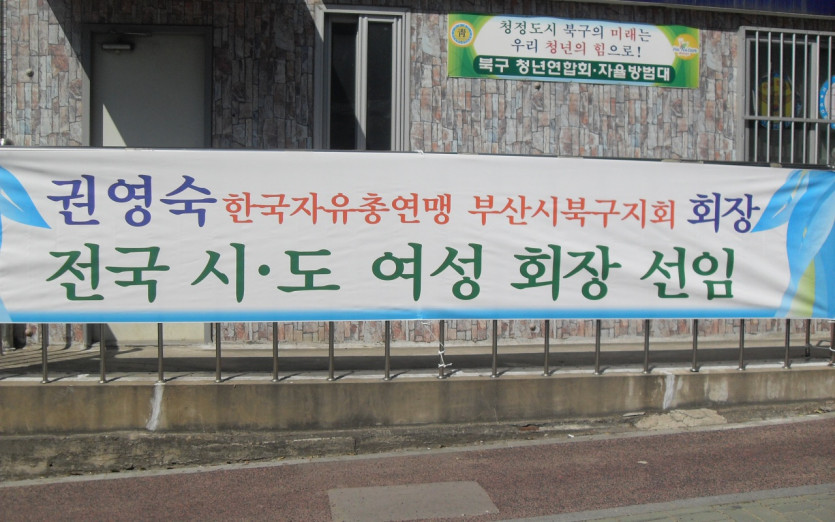 청정도시 북구의 미래는
우리 청년의 힘으로!
북구 청년연합회·자율방범대
권영숙 한국자유총연맹 부산시북구지회 회장
전국 시·도 여성 회장 선임